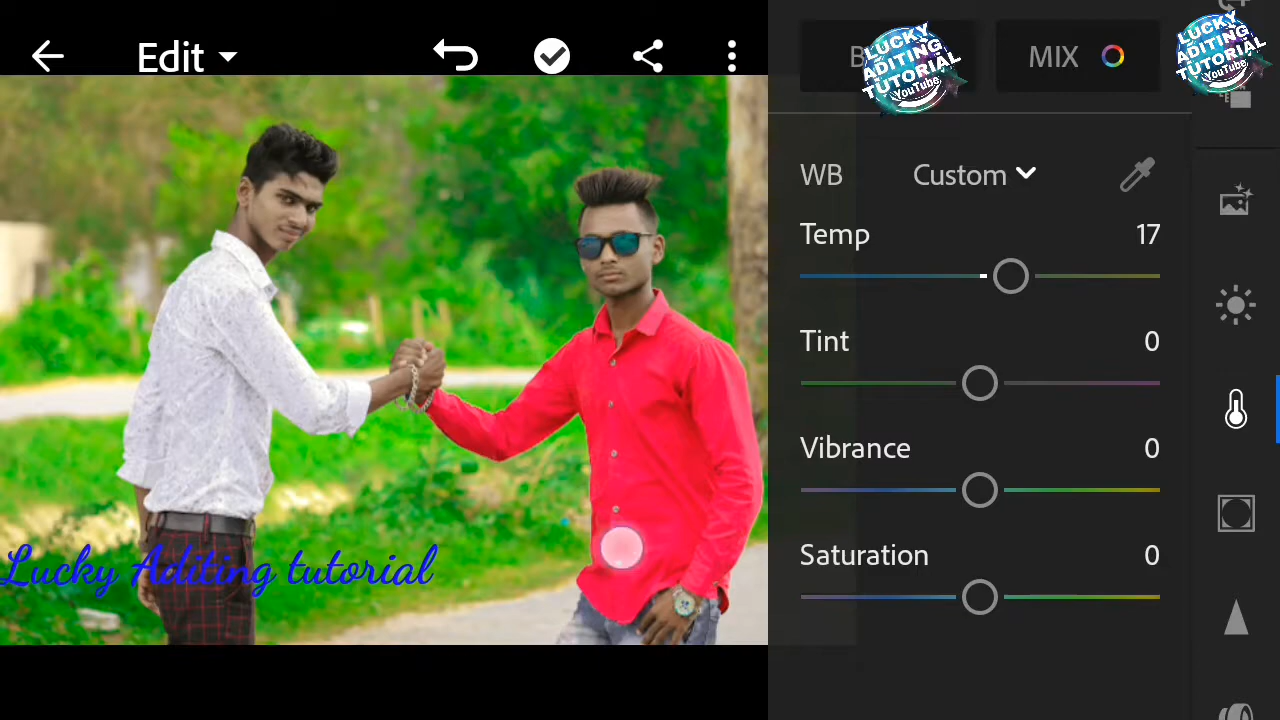 Edit
LUCKY
ADITING
TUTORIAL
YouTube
MIX
LUCKY
ADITING
TUTORIAL
YouTube
WB
Custom
Temp
17
Tint
0
Vibrance
0
Saturation
0
Lucky Aditing tutorial